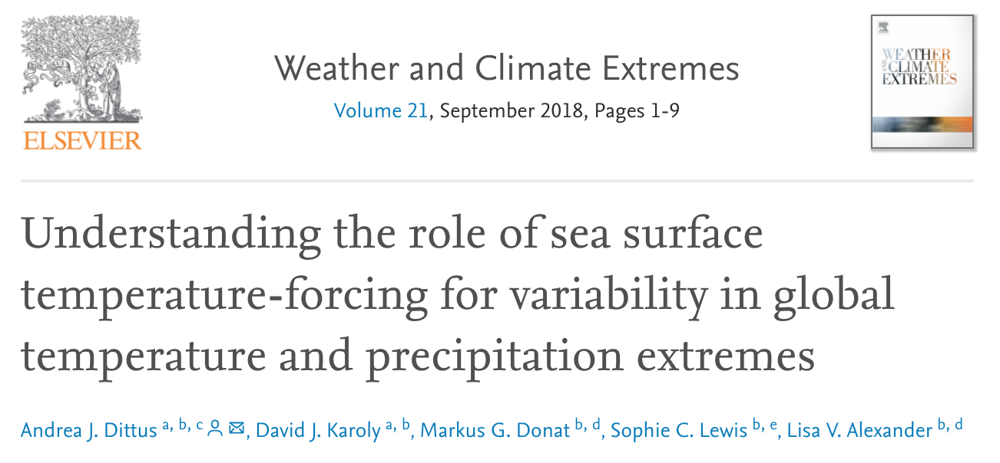 Weather and Climate Extremes
Volume 21, September 2018, Pages 1-9
ELSEVIER
WEATHER
AND CLIMATE
EXTREMES
Understanding the role of sea surface
temperature-forcing for variability in global
temperature and precipitation extremes
Andrea J. Dittus a, b, c, David J. Karoly a, b, Markus G. Donat b, d, Sophie C. Lewis b, e, Lisa V. Alexander b, d